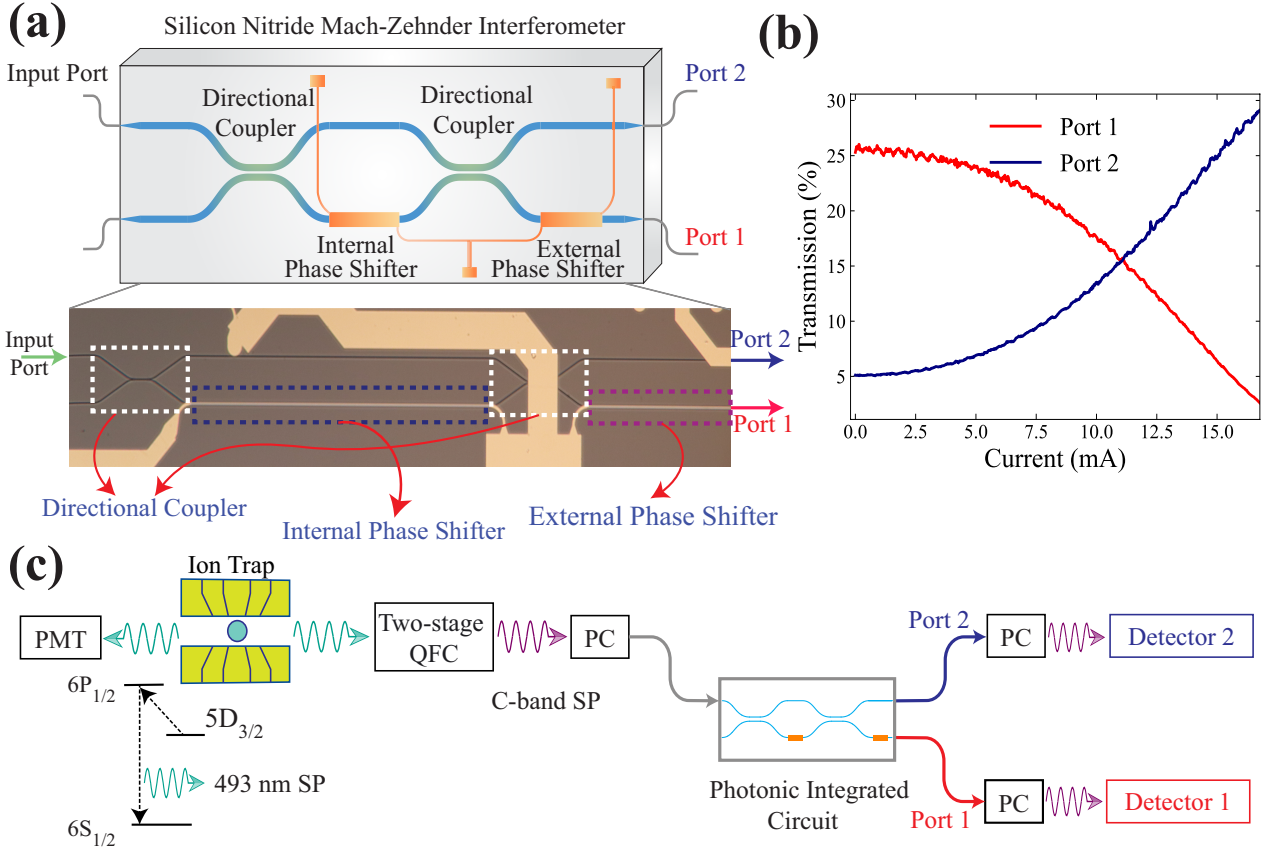 (a)
Silicon Nitride Mach-Zehnder Interferometer
Input Port
Port 2
Directional
Coupler
Directional
Coupler
Port 1
Internal
Phase Shifter
External
Phase Shifter
Input
Port
Port 2
Port 1
Directional Coupler
Internal Phase Shifter
External Phase Shifter
(b)
30
25
20
15
10
5
Transmission (%)
Port 1
Port 2
0.0
2.5
5.0
7.5
10.0
12.5
15.0
Current (mA)
(c)
Ion Trap
PMT
Two-stage
QFC
PC
C-band SP
6P1/2
5D3/2
493 nm SP
6S1/2
Photonic Integrated
Circuit
Port 2
PC
Detector 2
Port 1
PC
Detector 1